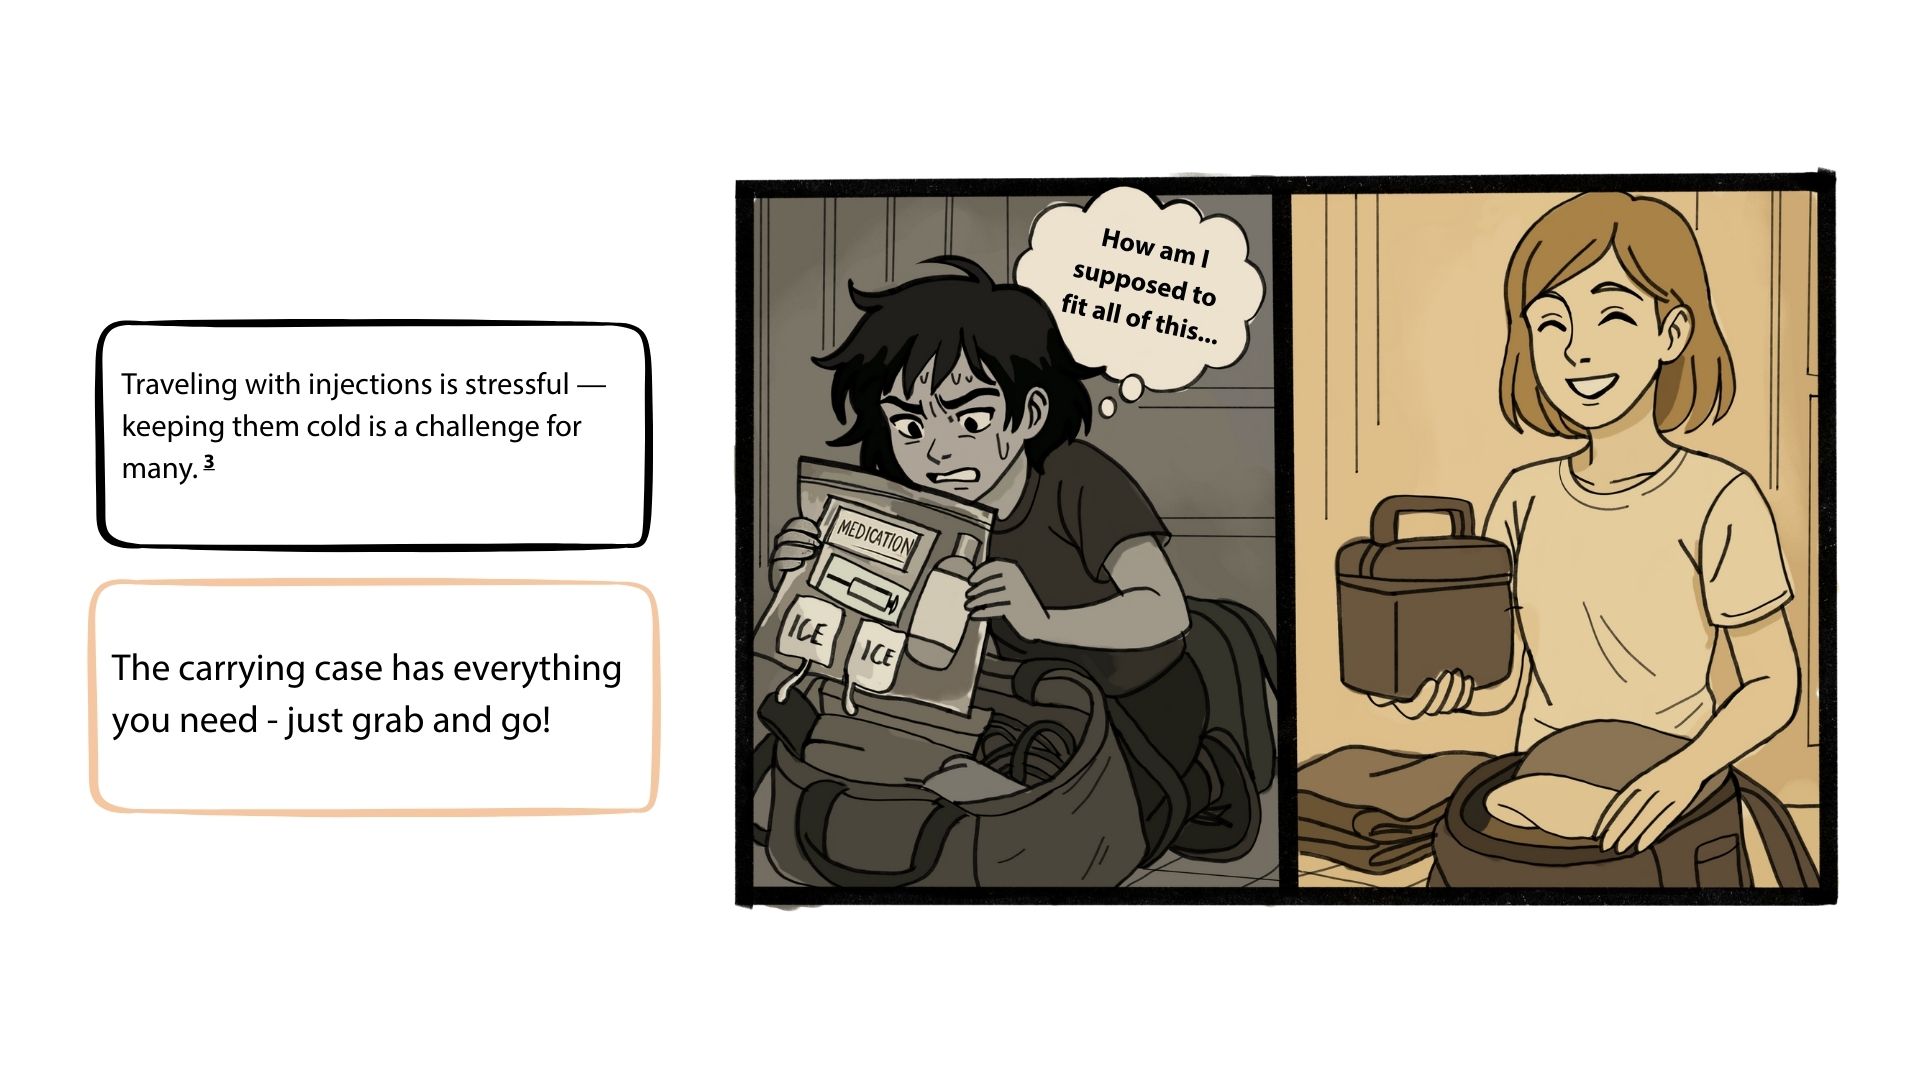 Traveling with injections is stressful —
keeping them cold is a challenge for
many. 3
The carrying case has everything
you need - just grab and go!
How am I
supposed to
fit all of this...
MEDICATION
ICE
ICE